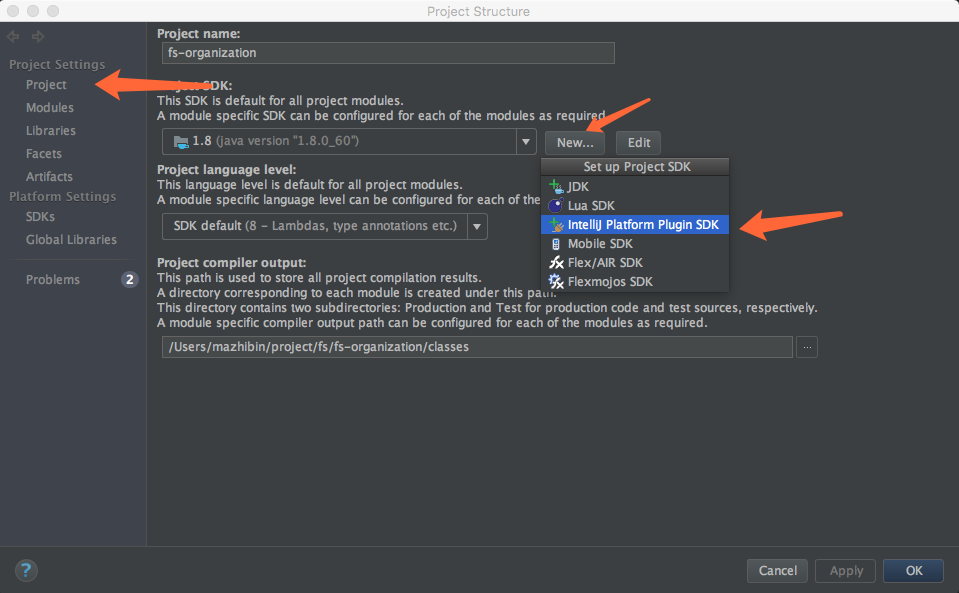 Project Structure
Project Settings
Project
Modules
Libraries
Facets
Artifacts
Platform Settings
SDKs
Global Libraries
Problems
2
Project name:
fs-organization
SDK:
This SDK is default for all project modules.
A module specific SDK can be configured for each of the modules as required
1.8 (java version "1.8.0_60")
New...
Edit
Set up Project SDK
JDK
Lua SDK
IntelliJ Platform Plugin SDK
Mobile SDK
Flex/AIR SDK
Flexmojos SDK
Project language level:
This language level is default for all project modules.
A module specific language level can be configured for each of the
SDK default (8 - Lambdas, type annotations etc.)
Project compiler output:
This path is used to store all project compilation results.
A directory corresponding to each module is created under this path.
This directory contains two subdirectories: Production and Test for production code and test sources, respectively.
A module specific compiler output path can be configured for each of the modules as required.
/Users/mazhibin/project/fs/fs-organization/classes
...
?
Cancel
Apply
OK